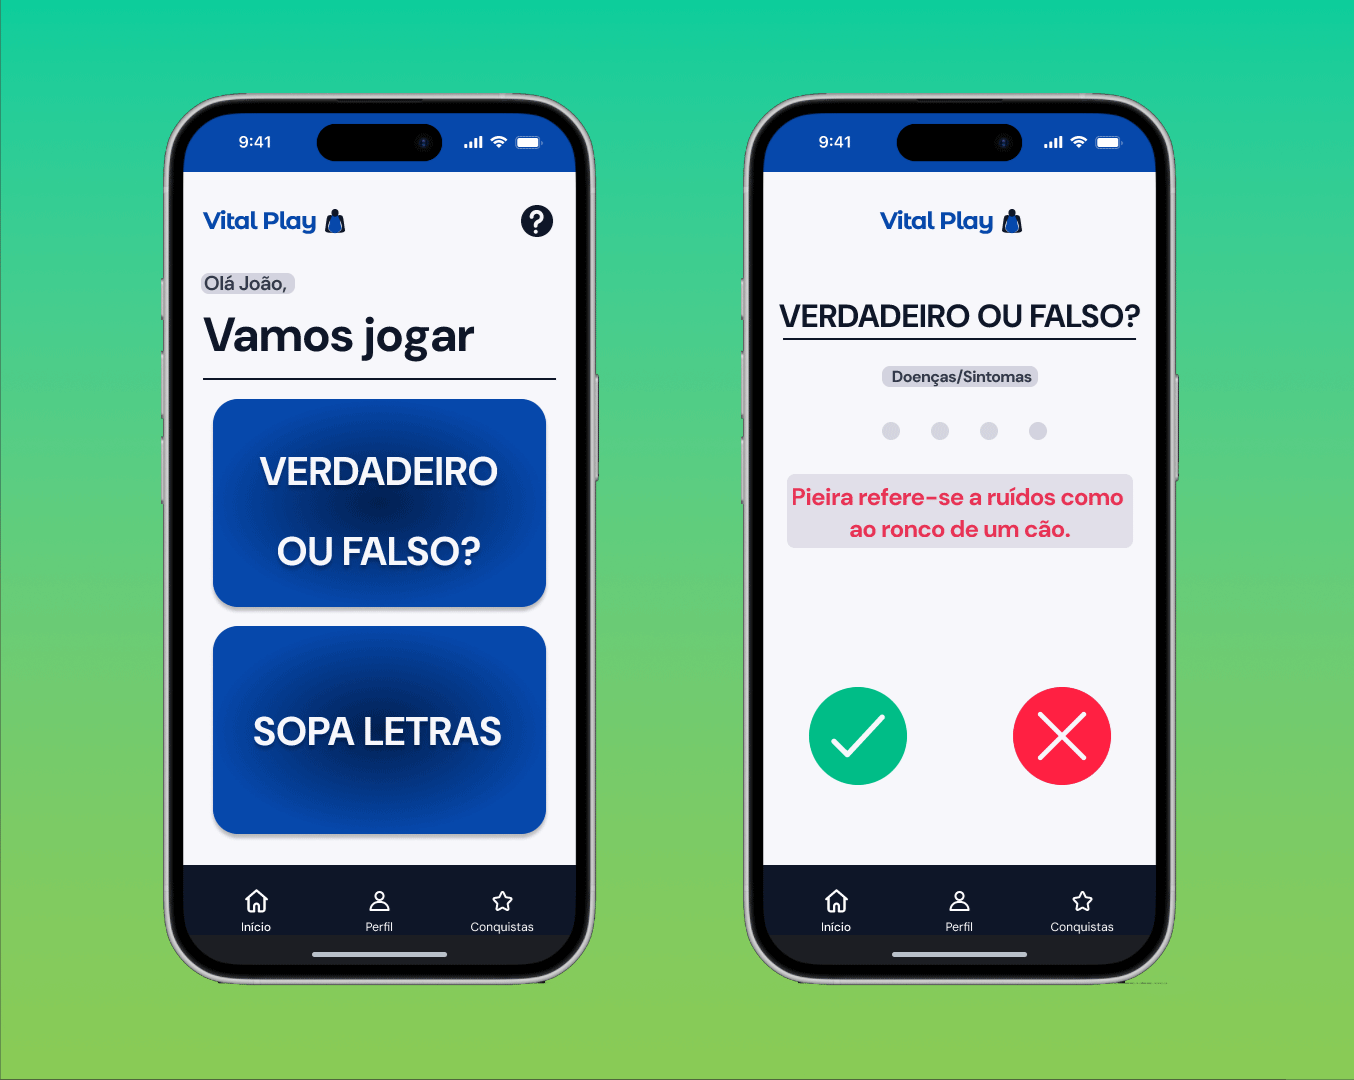 9:41
Vital Play
?
Olá João,
Vamos jogar
VERDADEIRO
OU FALSO?
SOPA LETRAS
Início Perfil Conquistas
9:41
Vital Play
VERDADEIRO OU FALSO?
Doenças/Sintomas
Pieira refere-se a ruídos como
ao ronco de um cão.
Início Perfil Conquistas